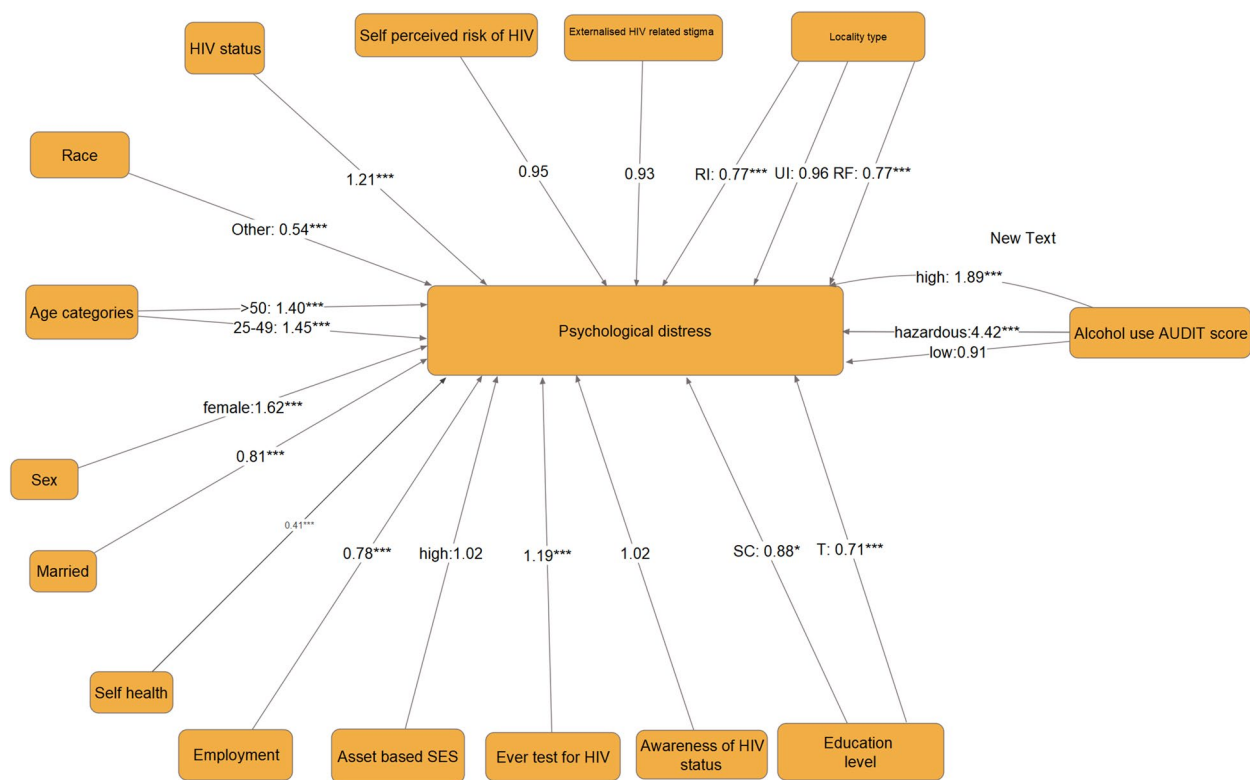 Self perceived risk of HIV
Externalised HIV related stigma
Locality type
HIV status
Race
0.95
0.93
RI: 0.77***
UI: 0.96
RF: 0.77***
1.21***
Other: 0.54***
New Text
high: 1.89***
Age categories
>50: 1.40***
25-49: 1.45***
Psychological distress
hazardous:4.42***
low:0.91
Alcohol use AUDIT score
female:1.62***
0.81***
Sex
0.41***
Married
0.78***
high:1.02
1.19***
1.02
SC: 0.88*
T: 0.71***
Self health
Employment
Asset based SES
Ever test for HIV
Awareness of HIV
status
Education
level